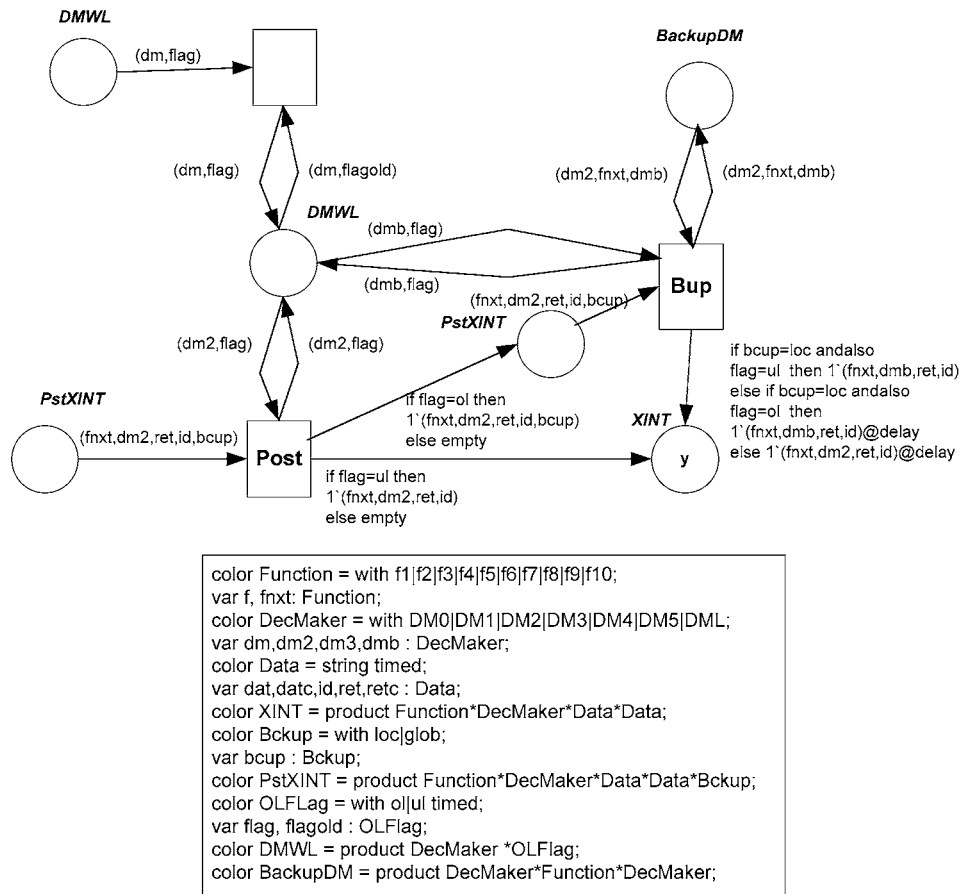 DMWL
(dm,flag)
BackupDM
(dm,flag)
(dm,flagold)
(dm2,fnxt,dmb)
(dm2,fnxt,dmb)
DMWL
(dmb,flag)
(dmb,flag)
Bup
(fnxt,dm2,ret,id,bcup)
PstXINT
(dm2,flag)
(dm2,flag)
if bcup=loc andalso
flag=ul then 1`(fnxt,dmb,ret,id)
else if bcup=loc andalso
flag=ol then
1`(fnxt,dmb,ret,id)@delay
else 1`(fnxt,dm2,ret,id)@delay
PstXINT
(fnxt,dm2,ret,id,bcup)
if flag=ol then
1`(fnxt,dm2,ret,id,bcup)
else empty
XINT
Post
y
if flag=ul then
1`(fnxt,dm2,ret,id)
else empty
color Function = with f1|f2|f3|f4|f5|f6|f7|f8|f9|f10;
var f, fnxt: Function;
color DecMaker = with DM0|DM1|DM2|DM3|DM4|DM5|DML;
var dm,dm2,dm3,dmb : DecMaker;
color Data = string timed;
var dat,datc,id,ret,retc : Data;
color XINT = product Function*DecMaker*Data*Data;
color Bckup = with loc|glob;
var bcup : Bckup;
color PstXINT = product Function*DecMaker*Data*Data*Bckup;
color OLFLag = with ol|ul timed;
var flag, flagold : OLFlag;
color DMWL = product DecMaker *OLFlag;
color BackupDM = product DecMaker*Function*DecMaker;